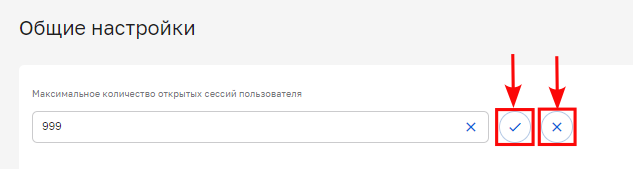 Общие настройки
Максимальное количество открытых сессий пользователя
999